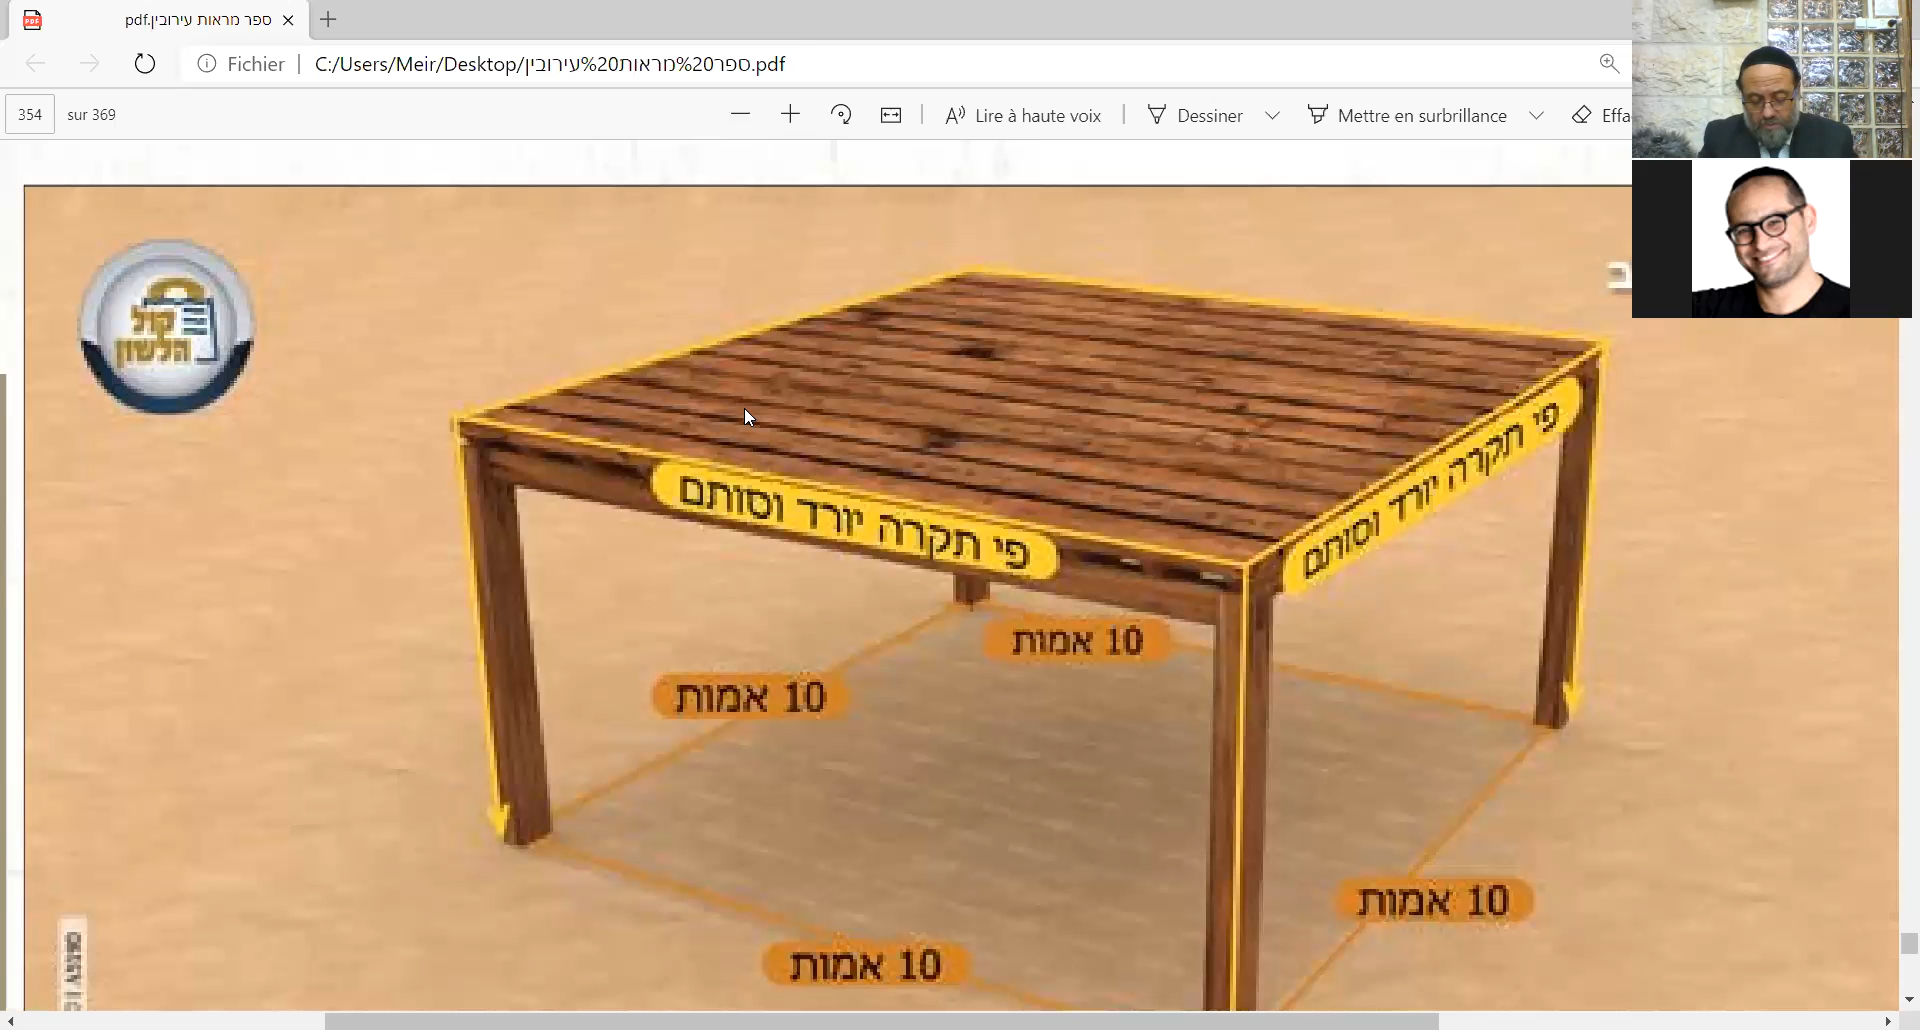 ספר מראות עירובין.pdf
Fichier
C:/Users/Meir/Desktop/ספר%20מראות%20עירובין.pdf
354
sur 369
Lire à haute voix
Dessiner
Mettre en surbrillance
Effa
קול
הלשון
פי תקרה יורד וסותם
פי תקרה יורד וסותם
10 אמות
10 אמות
10 אמות
10 אמות